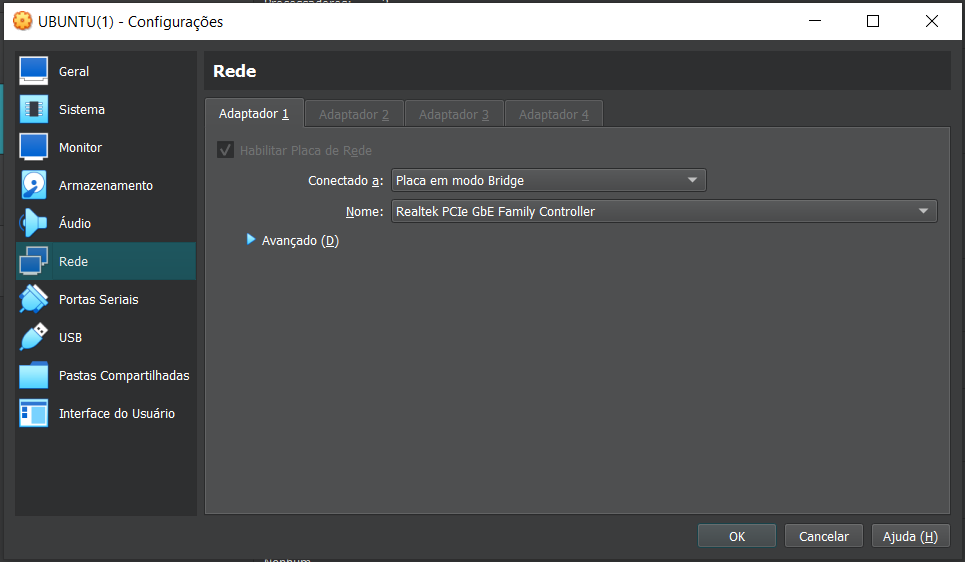 UBUNTU(1) - Configurações
Geral
Sistema
Monitor
Armazenamento
Áudio
Rede
Portas Seriais
USB
Pastas Compartilhadas
Interface do Usuário
Rede
Adaptador 1 Adaptador 2 Adaptador 3 Adaptador 4
Habilitar Placa de Rede
Conectado a: Placa em modo Bridge
Nome: Realtek PCIe GbE Family Controller
Avançado (D)
OK Cancelar Ajuda (H)